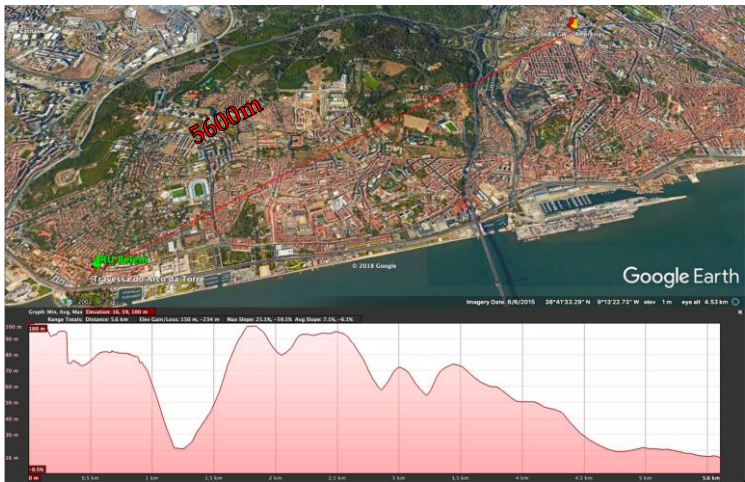 5600m
RU Belém
Travessa do Arco da Torre
2002
© 2018 Google
Google Earth
Imagery Date: 6/6/2015 38°41'33.29" N 9°13'22.73" W elev 1 m eye alt 4.53 km
Graph: Min, Avg, Max Elevation: 16, 59, 100 m
Range Totals: Distance: 5.6 km Elev Gain/Loss: 150 m, -234 m Max Slope: 25.1%, -59.1% Avg Slope: 7.1%, -6.1%
100 m
100 m
90 m
80 m
70 m
60 m
50 m
40 m
30 m
16 m
-0.5%
0 m
0.5 km
1 km
1.5 km
2 km
2.5 km
3 km
3.5 km
4 km
4.5 km
5 km
5.6 km